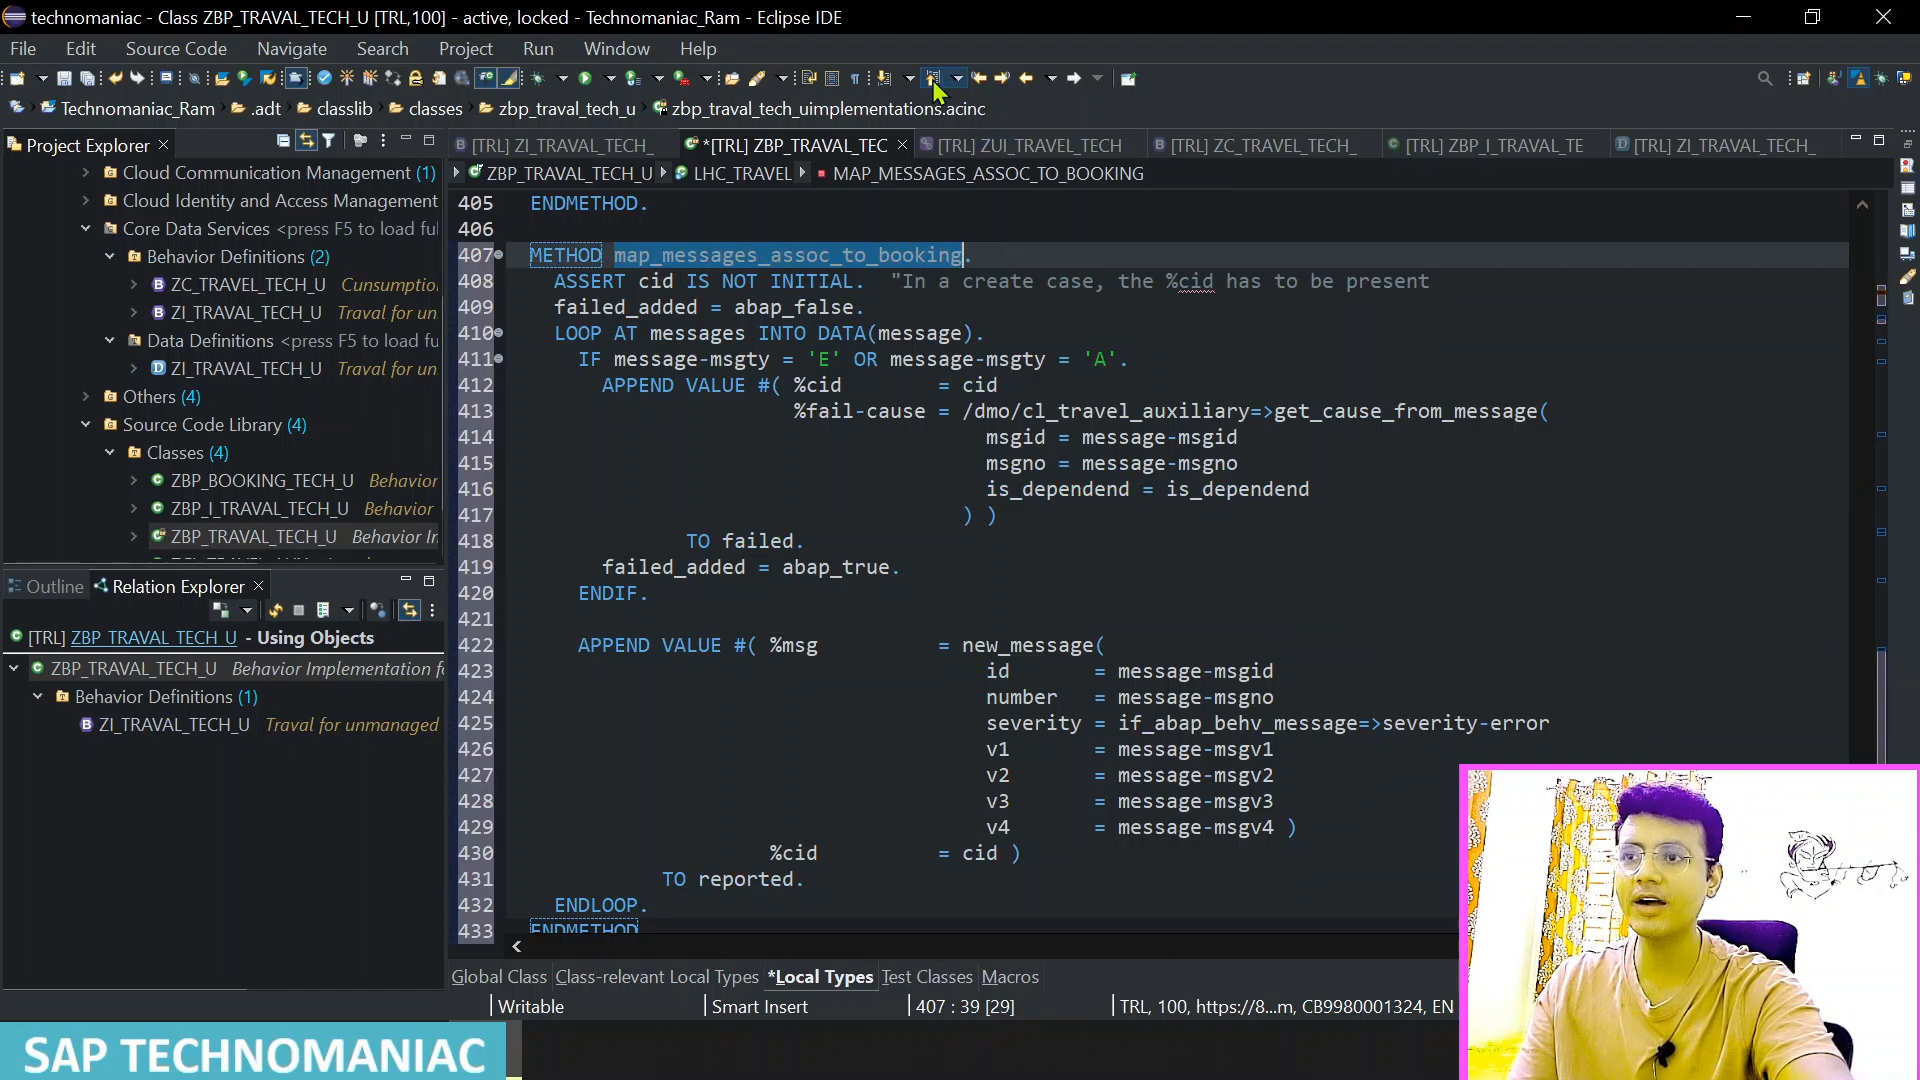 technomaniac - Class ZBP_TRAVAL_TECH_U [TRL,100] - active, locked - Technomaniac_Ram - Eclipse IDE
File Edit Source Code Navigate Search Project Run Window Help
Technomaniac_Ram .adt classlib classes zbp_traval_tech_u zbp_traval_tech_uimplementations.acinc
Project Explorer
Cloud Communication Management (1)
Cloud Identity and Access Management
Core Data Services <press F5 to load ful
Behavior Definitions (2)
ZC_TRAVEL_TECH_U Cunsumptio
ZI_TRAVAL_TECH_U Traval for un
Data Definitions <press F5 to load fu
ZI_TRAVAL_TECH_U Traval for un
Others (4)
Source Code Library (4)
Classes (4)
ZBP_BOOKING_TECH_U Behavior
ZBP_I_TRAVAL_TECH_U Behavior
ZBP_TRAVAL_TECH_U Behavior Ir
Outline Relation Explorer
[TRL] ZBP_TRAVAL_TECH_U - Using Objects
ZBP_TRAVAL_TECH_U Behavior Implementation fo
Behavior Definitions (1)
ZI_TRAVAL_TECH_U Traval for unmanaged
[TRL] ZI_TRAVAL_TECH_ *[TRL] ZBP_TRAVAL_TEC [TRL] ZUI_TRAVEL_TECH [TRL] ZC_TRAVEL_TECH_ [TRL] ZBP_I_TRAVAL_TE [TRL] ZI_TRAVAL_TECH_
ZBP_TRAVAL_TECH_U LHC_TRAVEL MAP_MESSAGES_ASSOC_TO_BOOKING
405 ENDMETHOD.
406
407 METHOD map_messages_assoc_to_booking.
408 ASSERT cid IS NOT INITIAL. "In a create case, the %cid has to be present
409 failed_added = abap_false.
410 LOOP AT messages INTO DATA(message).
411 IF message-msgty = 'E' OR message-msgty = 'A'.
412 APPEND VALUE #( %cid = cid
413 %fail-cause = /dmo/cl_travel_auxiliary=>get_cause_from_message(
414 msgid = message-msgid
415 msgno = message-msgno
416 is_dependend = is_dependend
417 ) )
418 TO failed.
419 failed_added = abap_true.
420 ENDIF.
421
422 APPEND VALUE #( %msg = new_message(
423 id = message-msgid
424 number = message-msgno
425 severity = if_abap_behv_message=>severity-error
426 v1 = message-msgv1
427 v2 = message-msgv2
428 v3 = message-msgv3
429 v4 = message-msgv4 )
430 %cid = cid )
431 TO reported.
432 ENDLOOP.
433 ENDMETHOD
Global Class Class-relevant Local Types *Local Types Test Classes Macros
Writable Smart Insert 407 : 39 [29] TRL, 100, https://8...m, CB9980001324, EN
SAP TECHNOMANIAC